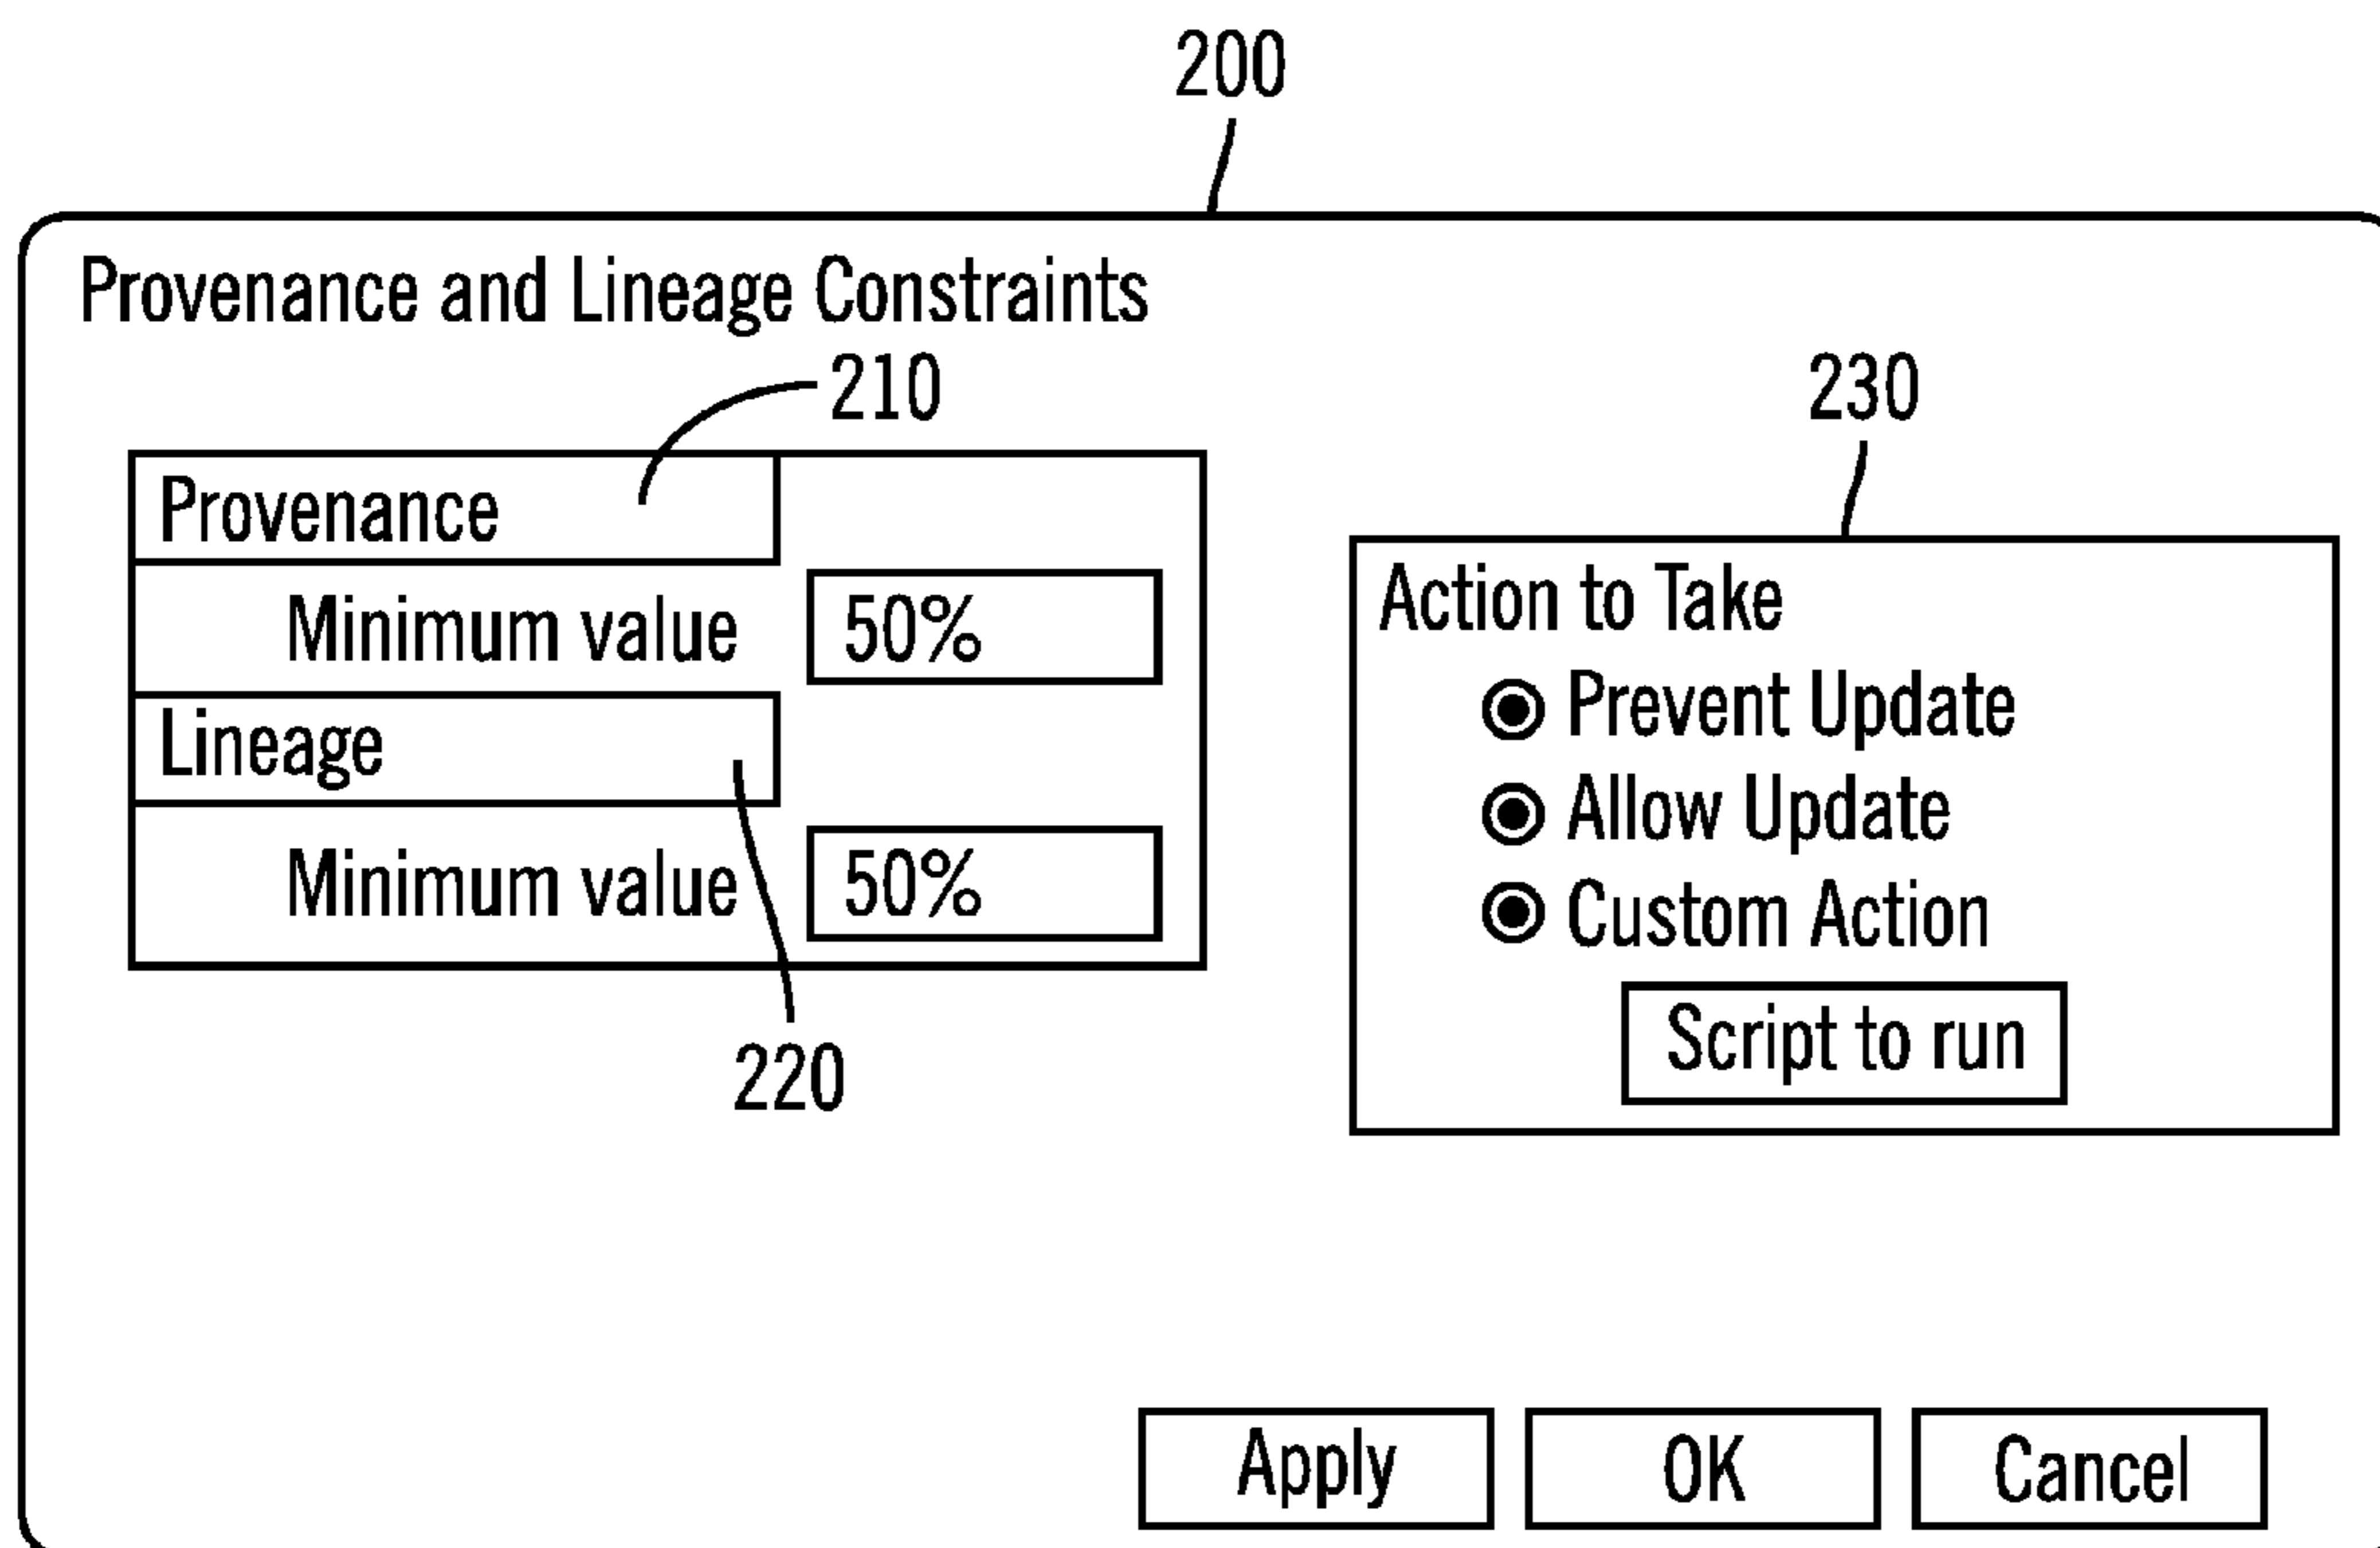 200
Provenance and Lineage Constraints
210
230
Provenance
Minimum value 50%
Lineage
Minimum value 50%
220
Action to Take
Prevent Update
Allow Update
Custom Action
Script to run
Apply OK Cancel